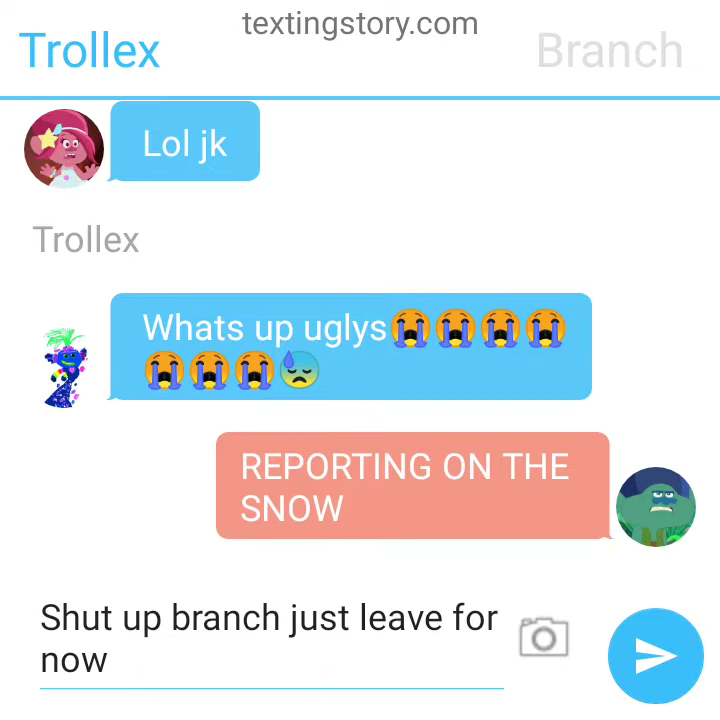 textingstory.com
Trollex
Branch
Lol jk
Trollex
Whats up uglys😭😭😭😭
😭😭😭😓
REPORTING ON THE
SNOW
Shut up branch just leave for
now